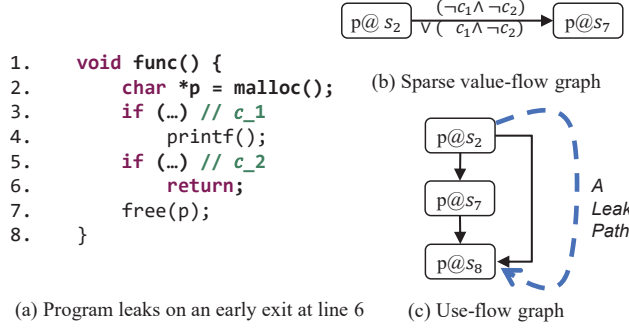 1. void func() {
2. char *p = malloc();
3. if (…) // c_1
4. printf();
5. if (…) // c_2
6. return;
7. free(p);
8. }
(a) Program leaks on an early exit at line 6
p@s₂
(¬c₁∧ ¬c₂)
∨( c₁∧ ¬c₂)
p@s₇
(b) Sparse value-flow graph
p@s₂
p@s₇
p@s₈
A
Leak
Path
(c) Use-flow graph